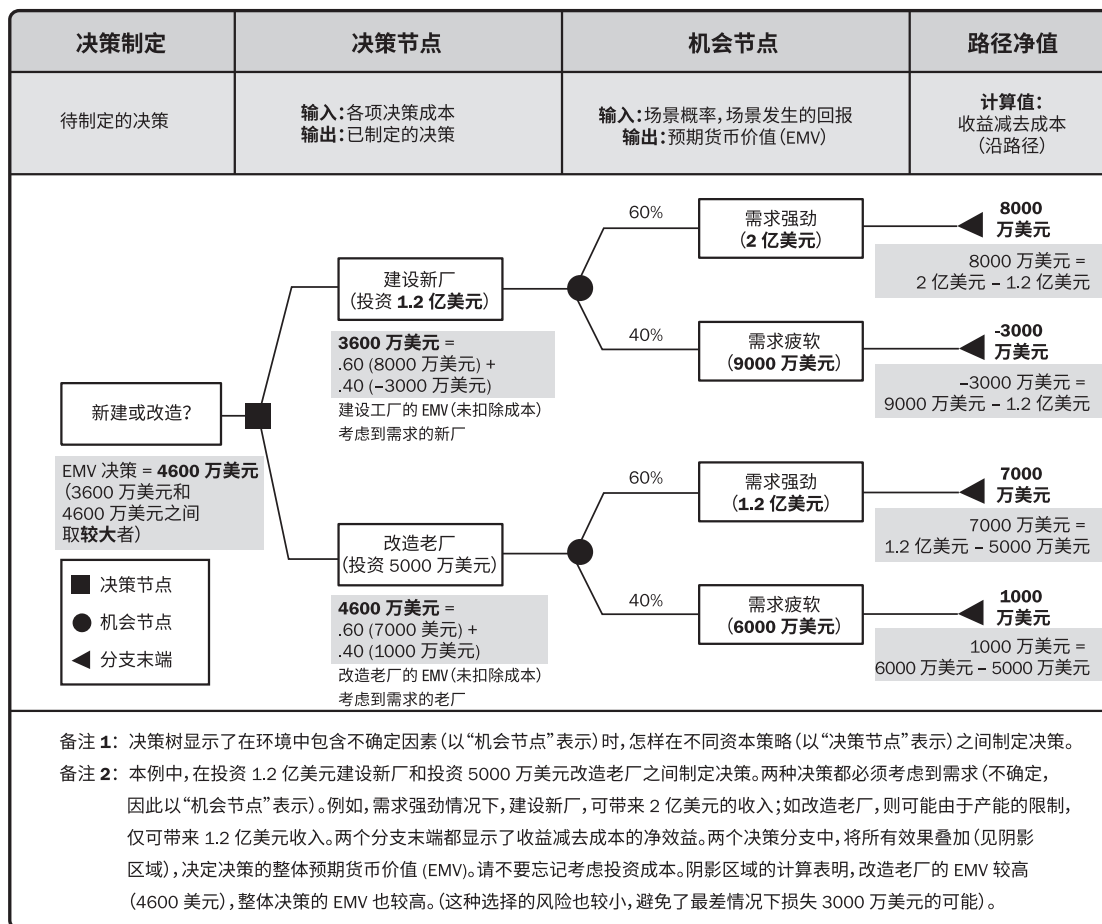 决策制定
决策节点
机会节点
路径净值
待制定的决策
输入：各项决策成本
输出：已制定的决策
输入：场景概率，场景发生的回报
输出：预期货币价值（EMV）
计算值：
收益减去成本
（沿路径）
新建或改造？
EMV 决策 = 4600 万美元
（3600 万美元和
4600 万美元之间
取较大者）
决策节点
机会节点
分支末端
建设新厂
（投资 1.2 亿美元）
3600 万美元 =
.60 (8000 万美元) +
.40 (–3000 万美元)
建设工厂的 EMV（未扣除成本）
考虑到需求的新厂
改造老厂
（投资 5000 万美元）
4600 万美元 =
.60 (7000 美元) +
.40 (1000 万美元)
改造老厂的 EMV（未扣除成本）
考虑到需求的老厂
60%
需求强劲
（2 亿美元）
8000
万美元
8000 万美元 =
2 亿美元 – 1.2 亿美元
40%
需求疲软
（9000 万美元）
-3000
万美元
–3000 万美元 =
9000 万美元 – 1.2 亿美元
60%
需求强劲
（1.2 亿美元）
7000
万美元
7000 万美元 =
1.2 亿美元 – 5000 万美元
40%
需求疲软
（6000 万美元）
1000
万美元
1000 万美元 =
6000 万美元 – 5000 万美元
备注 1：决策树显示了在环境中包含不确定因素（以“机会节点”表示）时，怎样在不同资本策略（以“决策节点”表示）之间制定决策。
备注 2：本例中，在投资 1.2 亿美元建设新厂和投资 5000 万美元改造老厂之间制定决策。两种决策都必须考虑到需求（不确定，
因此以“机会节点”表示）。例如，需求强劲情况下，建设新厂，可带来 2 亿美元的收入；如改造老厂，则可能由于产能的限制，
仅可带来 1.2 亿美元收入。两个分支末端都显示了收益减去成本的净效益。两个决策分支中，将所有效果叠加（见阴影
区域），决定决策的整体预期货币价值 (EMV)。请不要忘记考虑投资成本。阴影区域的计算表明，改造老厂的 EMV 较高
（4600 美元），整体决策的 EMV 也较高。（这种选择的风险也较小，避免了最差情况下损失 3000 万美元的可能）。